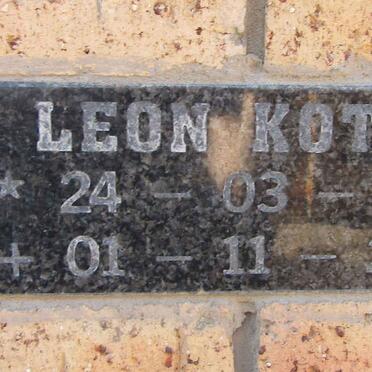 LEON KOT
* 24 - 03 -
+ 01 - 11 -